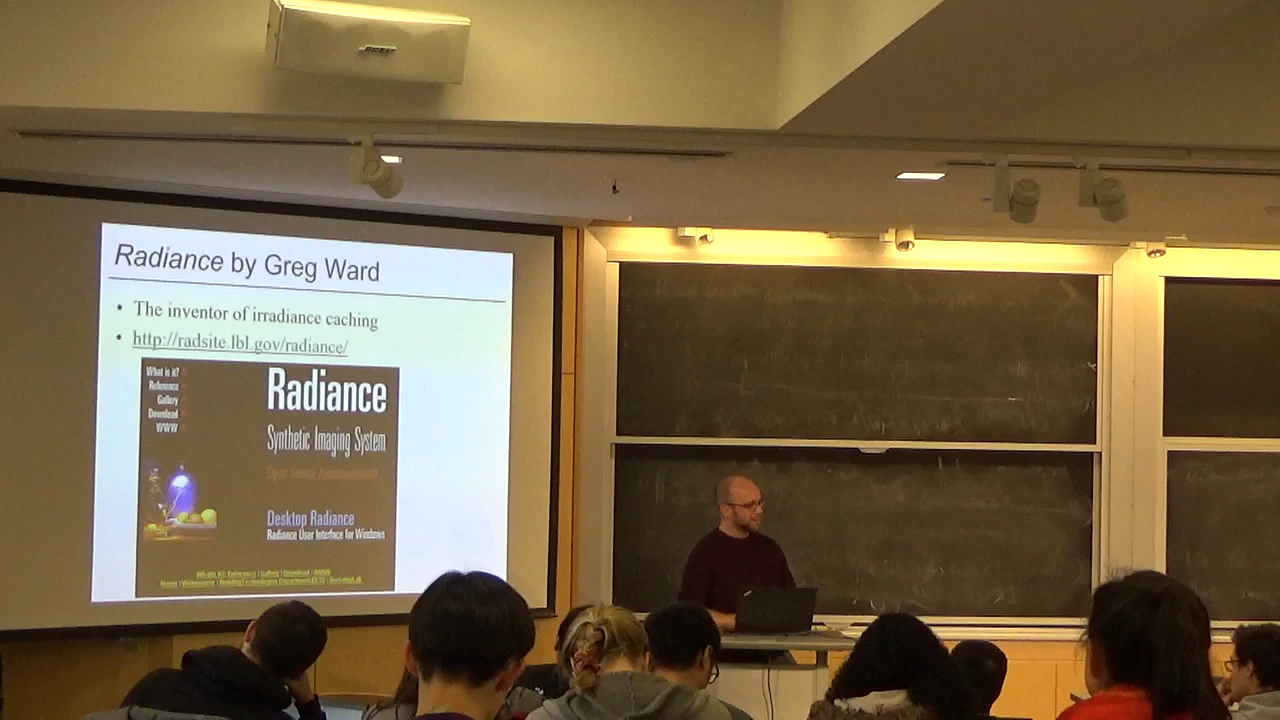 BOSE
Radiance by Greg Ward
• The inventor of irradiance caching
• http://radsite.lbl.gov/radiance/
What is it?
Reference
Gallery
Download
WWW
Radiance
Synthetic Imaging System
Desktop Radiance
Radiance User Interface for Windows